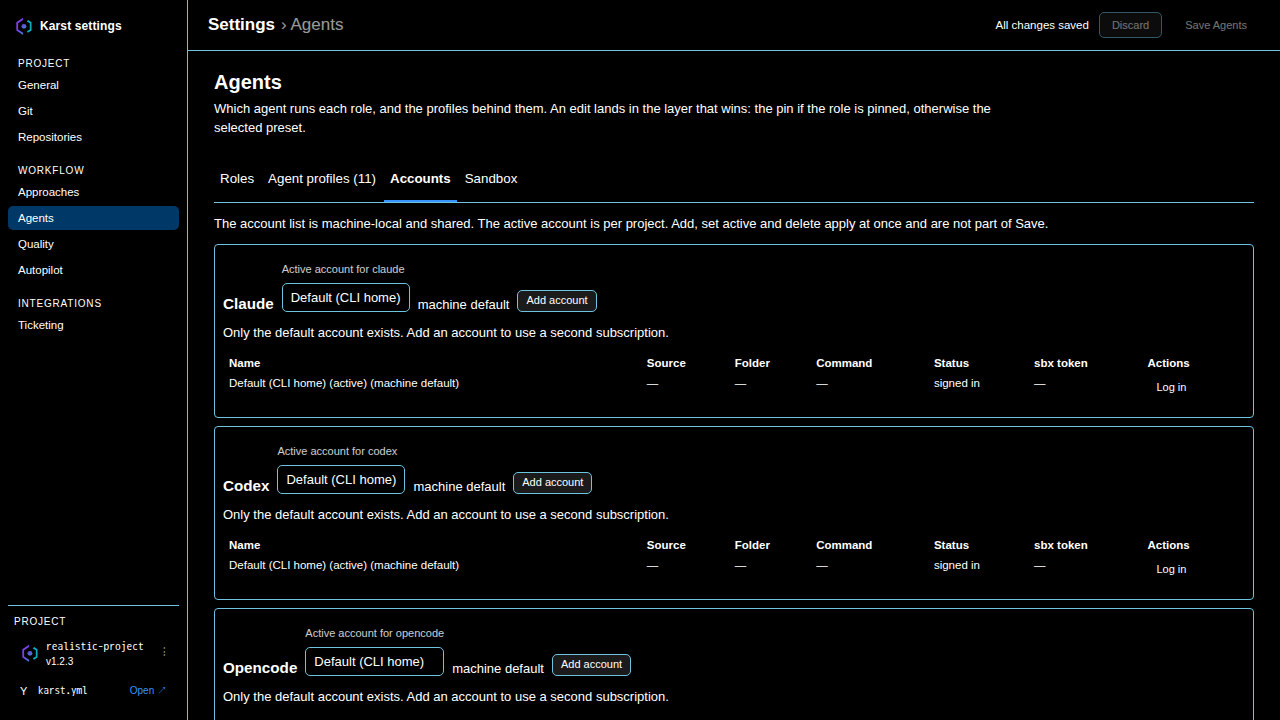 Karst settings
PROJECT
General
Git
Repositories
WORKFLOW
Approaches
Agents
Quality
Autopilot
INTEGRATIONS
Ticketing
PROJECT
realistic-project
v1.2.3
Y karst.yml Open ↗
Settings › Agents
All changes saved Discard Save Agents
Agents
Which agent runs each role, and the profiles behind them. An edit lands in the layer that wins: the pin if the role is pinned, otherwise the
selected preset.
Roles Agent profiles (11) Accounts Sandbox
The account list is machine-local and shared. The active account is per project. Add, set active and delete apply at once and are not part of Save.
Active account for claude
Claude Default (CLI home) machine default Add account
Only the default account exists. Add an account to use a second subscription.
Name Source Folder Command Status sbx token Actions
Default (CLI home) (active) (machine default) — — — signed in — Log in
Active account for codex
Codex Default (CLI home) machine default Add account
Only the default account exists. Add an account to use a second subscription.
Name Source Folder Command Status sbx token Actions
Default (CLI home) (active) (machine default) — — — signed in — Log in
Active account for opencode
Opencode Default (CLI home) machine default Add account
Only the default account exists. Add an account to use a second subscription.